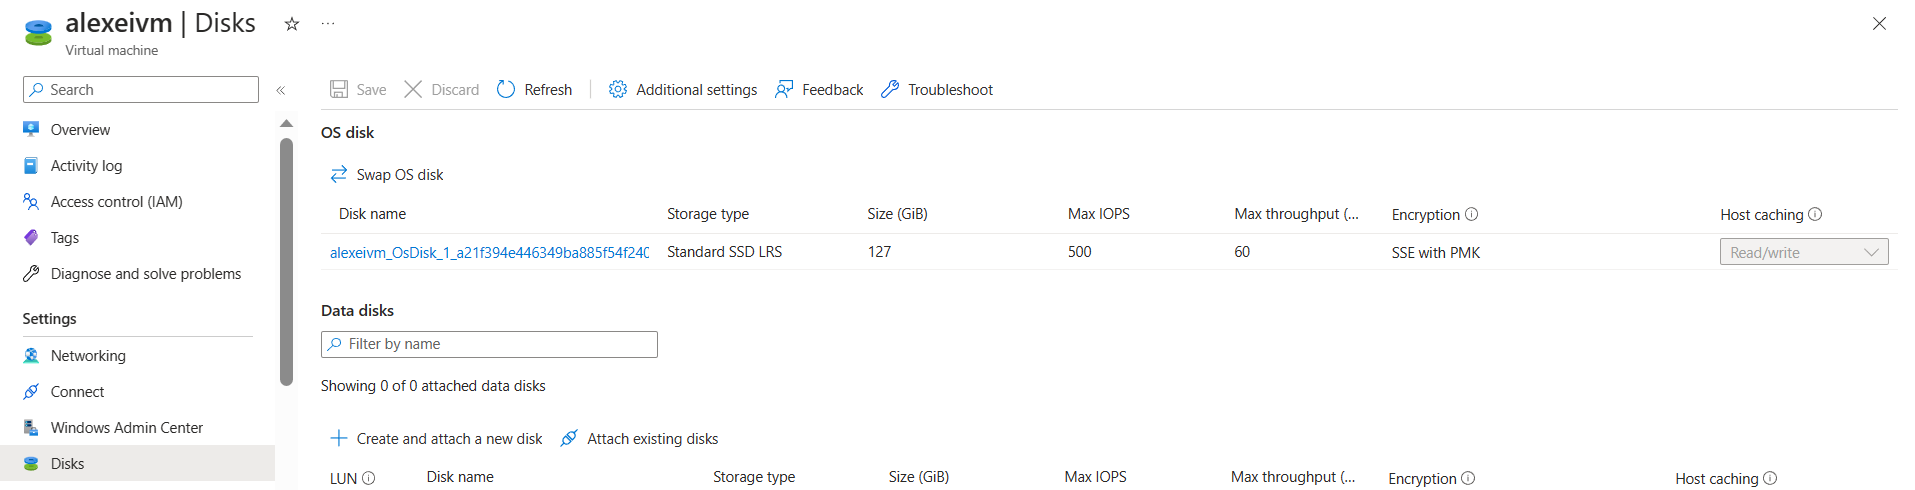 alexeivm | Disks
Virtual machine
Search
Overview
Activity log
Access control (IAM)
Tags
Diagnose and solve problems
Settings
Networking
Connect
Windows Admin Center
Disks
Save Discard Refresh Additional settings Feedback Troubleshoot
OS disk
Swap OS disk
Disk name Storage type Size (GiB) Max IOPS Max throughput (... Encryption Host caching
alexeivm_OsDisk_1_a21f394e446349ba885f54f240 Standard SSD LRS 127 500 60 SSE with PMK Read/write
Data disks
Filter by name
Showing 0 of 0 attached data disks
Create and attach a new disk Attach existing disks
LUN Disk name Storage type Size (GiB) Max IOPS Max throughput (... Encryption Host caching